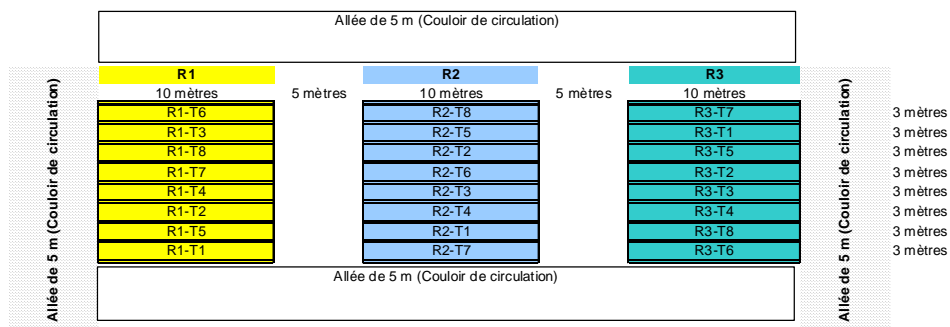 Allée de 5 m (Couloir de circulation)
Allée de 5 m (Couloir de circulation)
R1
R2
R3
Allée de 5 m (Couloir de circulation)
10 mètres
5 mètres
10 mètres
5 mètres
10 mètres
R1-T6
R2-T8
R3-T7
3 mètres
R1-T3
R2-T5
R3-T1
3 mètres
R1-T8
R2-T2
R3-T5
3 mètres
R1-T7
R2-T6
R3-T2
3 mètres
R1-T4
R2-T3
R3-T3
3 mètres
R1-T2
R2-T4
R3-T4
3 mètres
R1-T5
R2-T1
R3-T8
3 mètres
R1-T1
R2-T7
R3-T6
3 mètres
Allée de 5 m (Couloir de circulation)